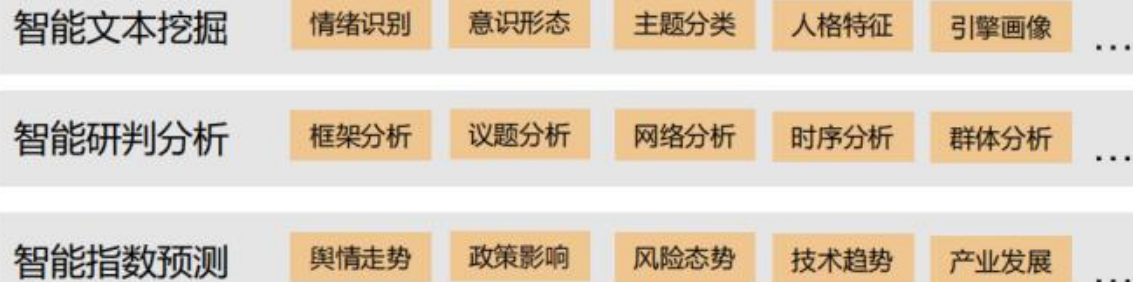 智能文本挖掘 情绪识别 意识形态 主题分类 人格特征 引擎画像 ...
智能研判分析 框架分析 议题分析 网络分析 时序分析 群体分析 ...
智能指数预测 舆情走势 政策影响 风险态势 技术趋势 产业发展 ...